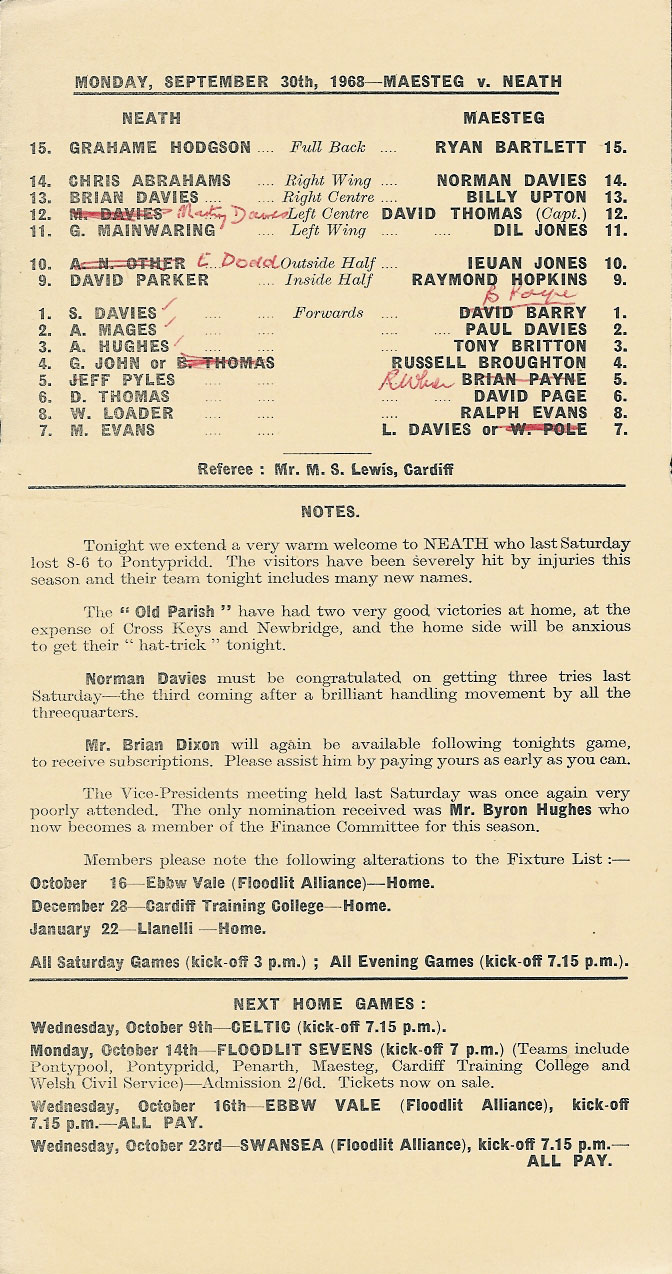 MONDAY, SEPTEMBER 30th, 1968—MAESTEG v. NEATH
NEATH MAESTEG
15. GRAHAME HODGSON .... Full Back .... RYAN BARTLETT 15.
14. CHRIS ABRAHAMS .... Right Wing .... NORMAN DAVIES 14.
13. BRIAN DAVIES .... .... Right Centre .... BILLY UPTON 13.
12. M. DAVIES Martyn Davies Left Centre DAVID THOMAS (Capt.) 12.
11. G. MAINWARING .... Left Wing .... .... DIL JONES 11.
10. A. N. OTHER .... E Dodd Outside Half .... IEUAN JONES 10.
9. DAVID PARKER .... Inside Half .... RAYMOND HOPKINS 9.
B Payne
1. S. DAVIES .... .... Forwards .... DAVID BARRY 1.
2. A. MAGES .... .... .... .... PAUL DAVIES 2.
3. A. HUGHES .... .... .... TONY BRITTON 3.
4. G. JOHN or B. THOMAS RUSSELL BROUGHTON 4.
5. JEFF PYLES .... .... BRIAN PAYNE 5.
6. D. THOMAS .... .... .... .... DAVID PAGE 6.
8. W. LOADER .... .... .... RALPH EVANS 8.
7. M. EVANS .... .... L. DAVIES or W. POLE 7.
Referee : Mr. M. S. Lewis, Cardiff
NOTES.
Tonight we extend a very warm welcome to NEATH who last Saturday
lost 8-6 to Pontypridd. The visitors have been severely hit by injuries this
season and their team tonight includes many new names.
The “ Old Parish ” have had two very good victories at home, at the
expense of Cross Keys and Newbridge, and the home side will be anxious
to get their “ hat-trick ” tonight.
Norman Davies must be congratulated on getting three tries last
Saturday—the third coming after a brilliant handling movement by all the
threequarters.
Mr. Brian Dixon will again be available following tonights game,
to receive subscriptions. Please assist him by paying yours as early as you can.
The Vice-Presidents meeting held last Saturday was once again very
poorly attended. The only nomination received was Mr. Byron Hughes who
now becomes a member of the Finance Committee for this season.
Members please note the following alterations to the Fixture List :—
October 16—Ebbw Vale (Floodlit Alliance)—Home.
December 28—Cardiff Training College—Home.
January 22—Llanelli —Home.
All Saturday Games (kick-off 3 p.m.) ; All Evening Games (kick-off 7.15 p.m.).
NEXT HOME GAMES :
Wednesday, October 9th—CELTIC (kick-off 7.15 p.m.).
Monday, October 14th—FLOODLIT SEVENS (kick-off 7 p.m.) (Teams include
Pontypool, Pontypridd, Penarth, Maesteg, Cardiff Training College and
Welsh Civil Service)—Admission 2/6d. Tickets now on sale.
Wednesday, October 16th—EBBW VALE (Floodlit Alliance), kick-off
7.15 p.m.—ALL PAY.
Wednesday, October 23rd—SWANSEA (Floodlit Alliance), kick-off 7.15 p.m.—
ALL PAY.